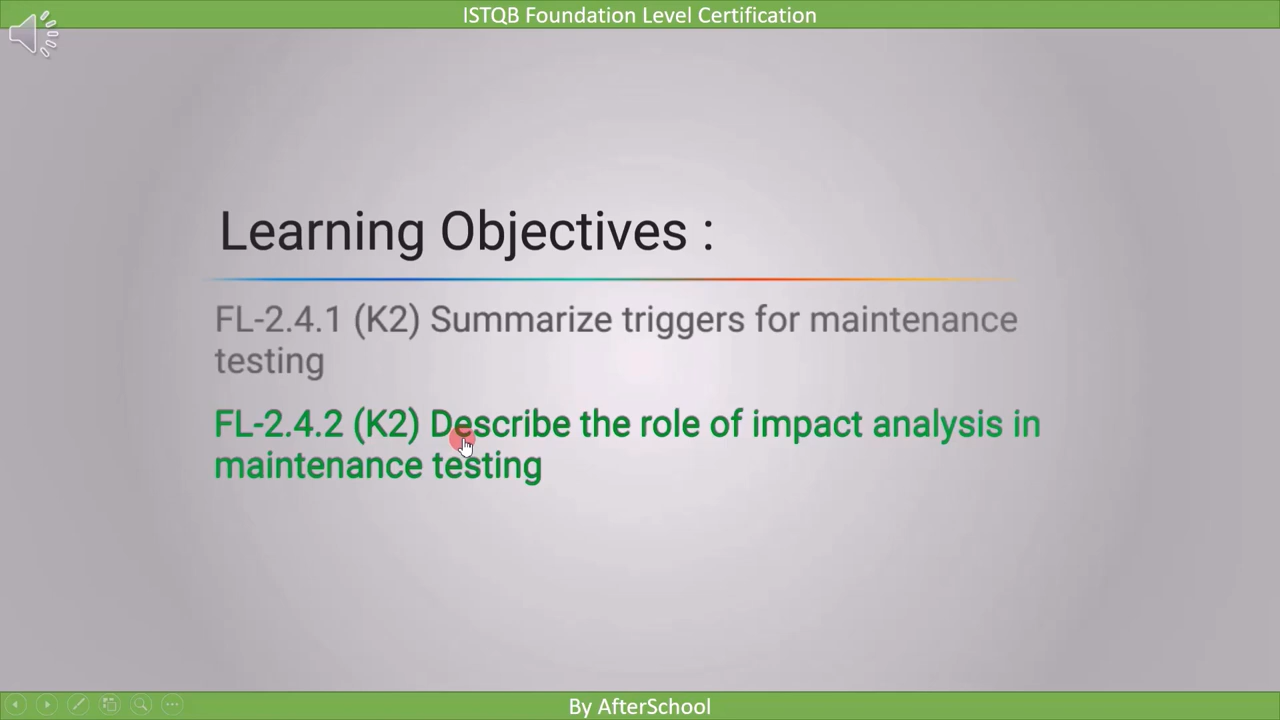 ISTQB Foundation Level Certification
Learning Objectives :
FL-2.4.1 (K2) Summarize triggers for maintenance
testing
FL-2.4.2 (K2) Describe the role of impact analysis in
maintenance testing
By AfterSchool